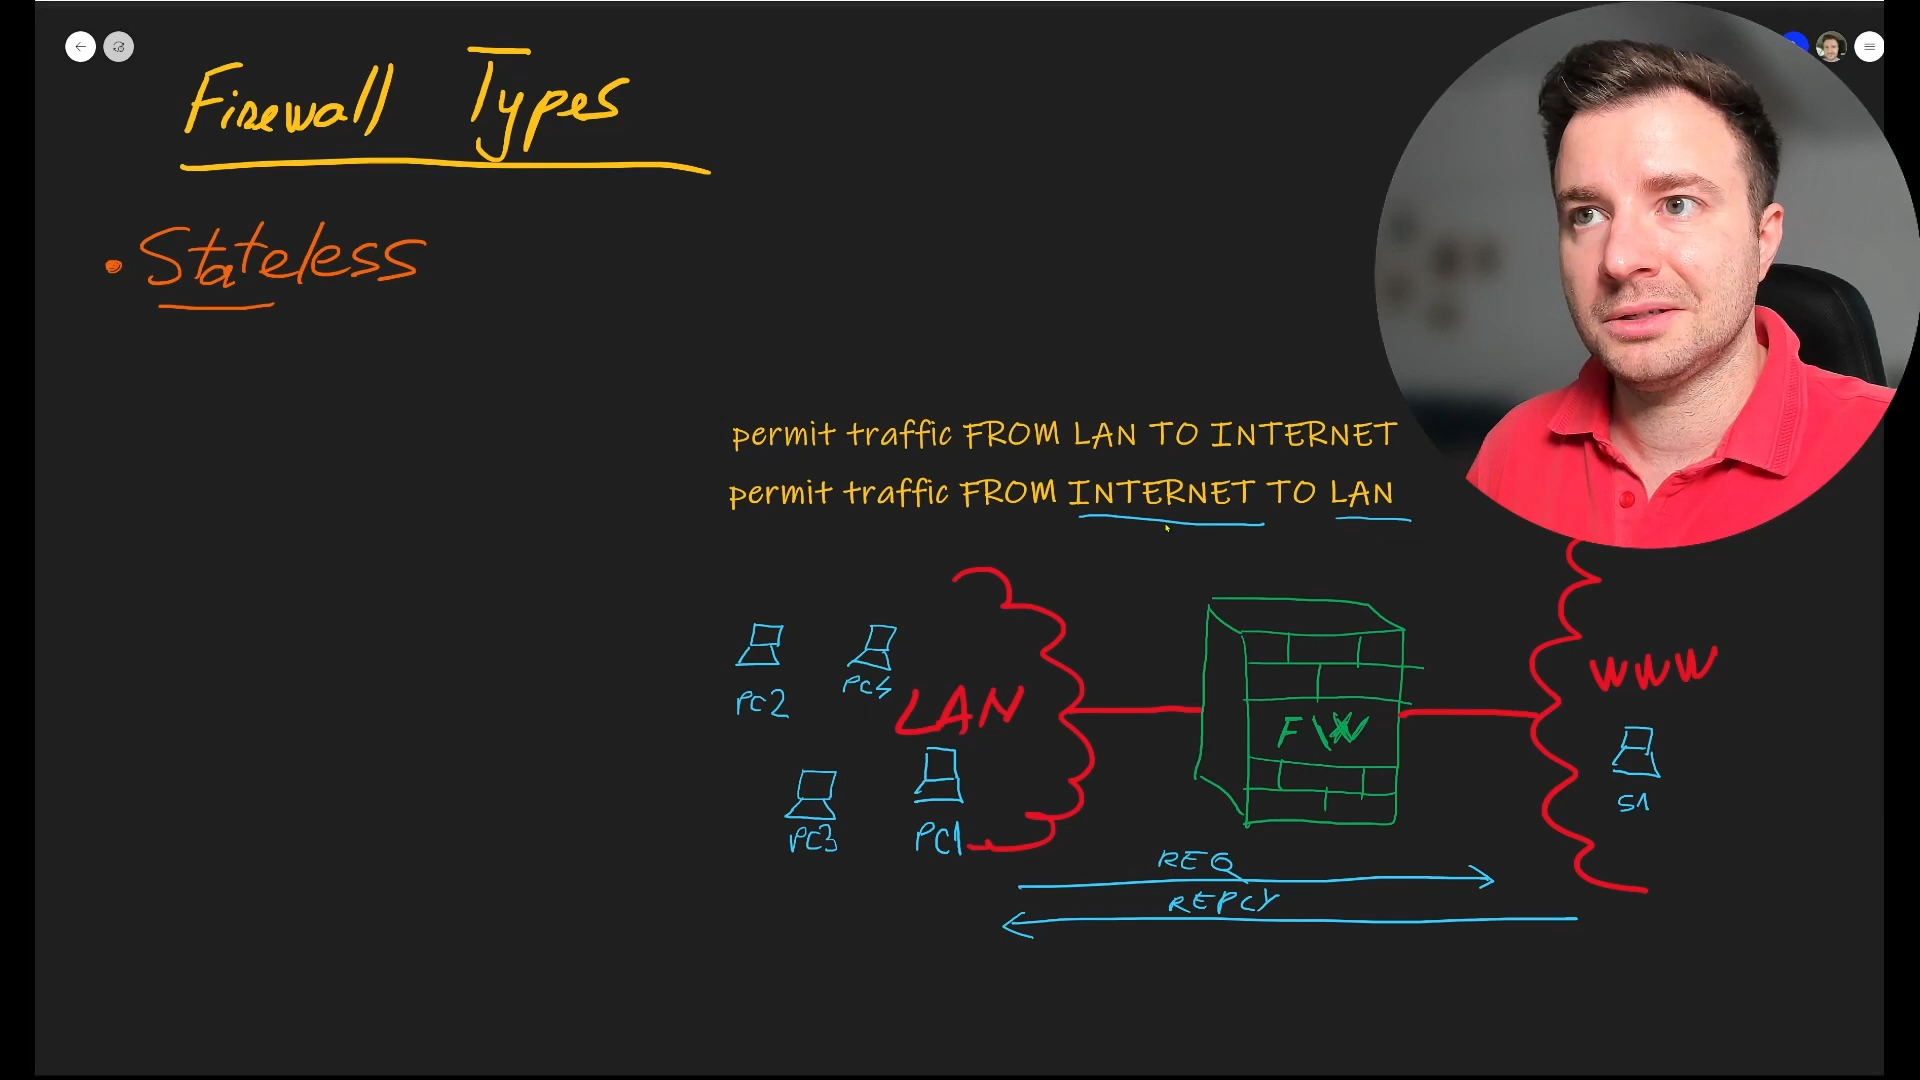 Firewall Types
• Stateless
permit traffic FROM LAN TO INTERNET
permit traffic FROM INTERNET TO LAN
PC2
PC4
LAN
PC3
PC1
FW
WWW
S1
REQ
REPLY